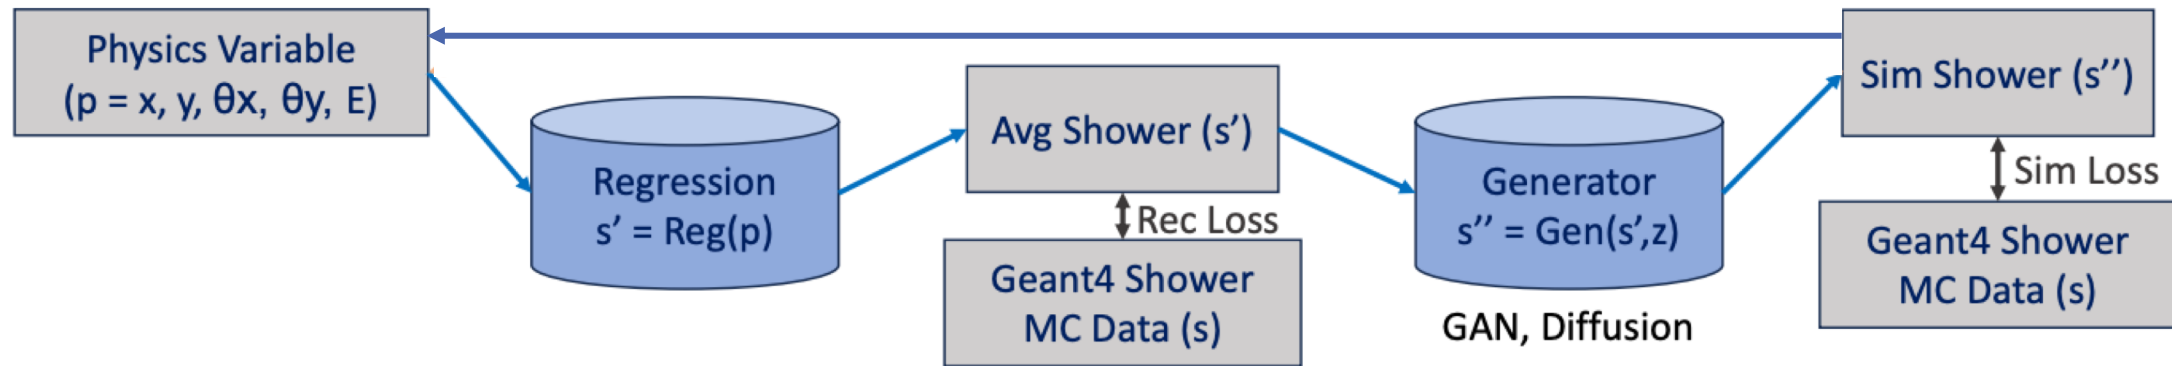 Physics Variable
(p = x, y, θx, θy, E)
Regression
s’ = Reg(p)
Avg Shower (s’)
Rec Loss
Geant4 Shower
MC Data (s)
Generator
s’’ = Gen(s’,z)
GAN, Diffusion
Sim Shower (s’’)
Sim Loss
Geant4 Shower
MC Data (s)